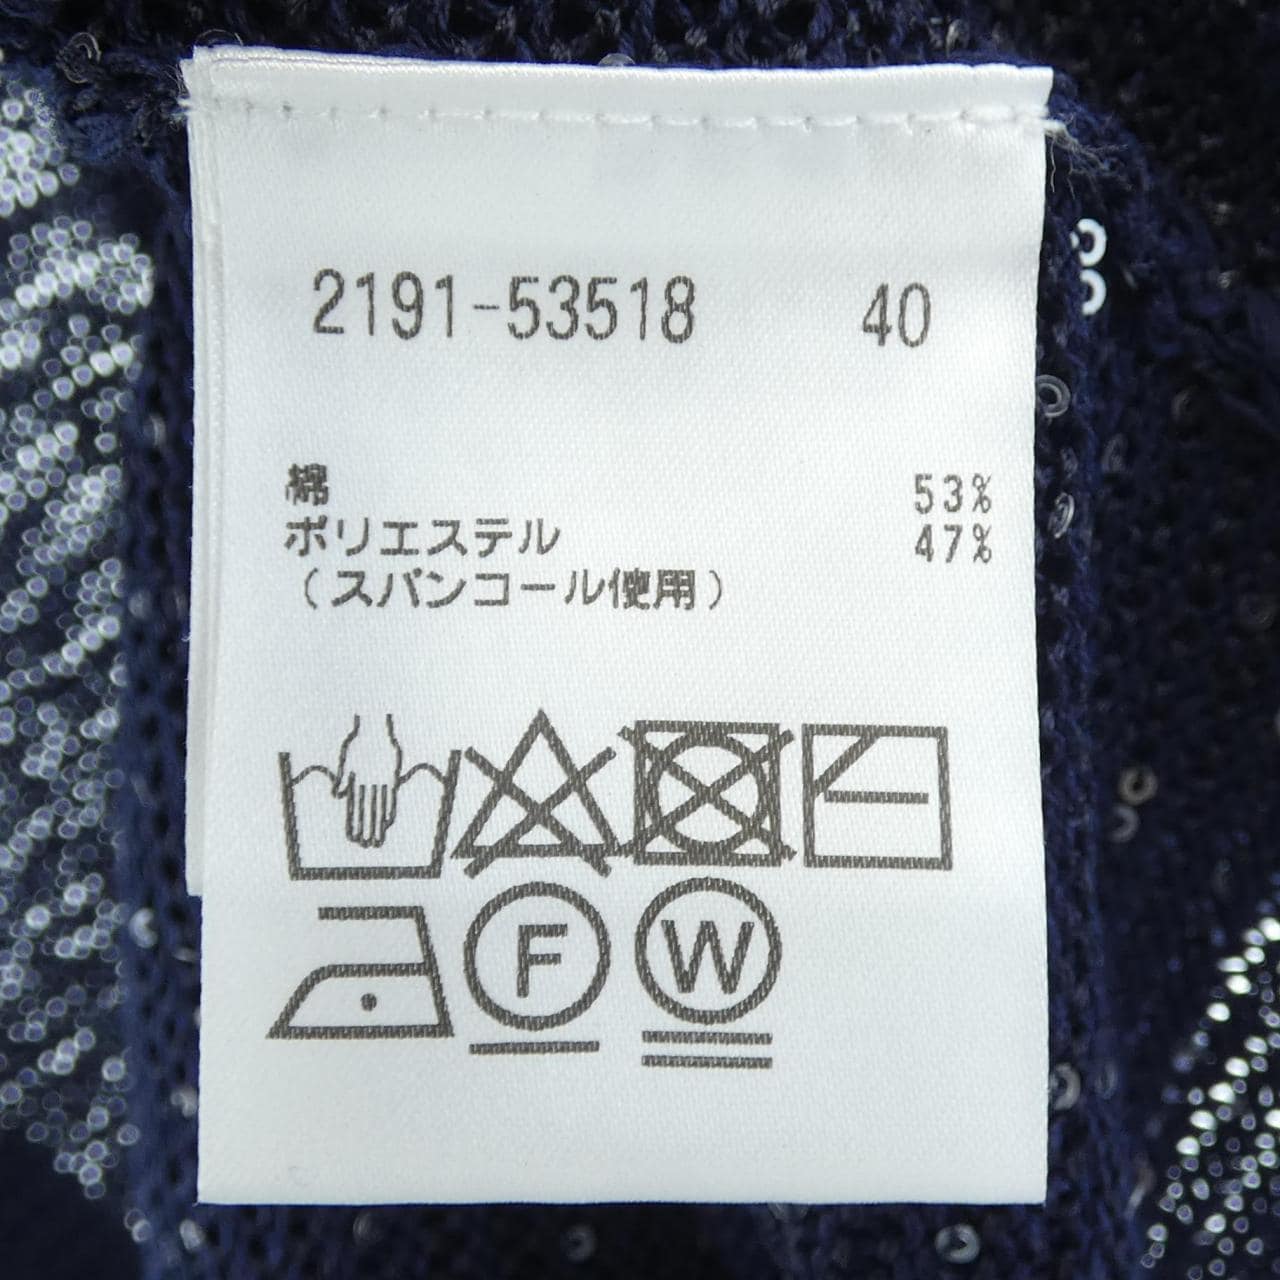 2191-53518 40
綿 53%
ポリエステル 47%
（スパンコール使用）
F W